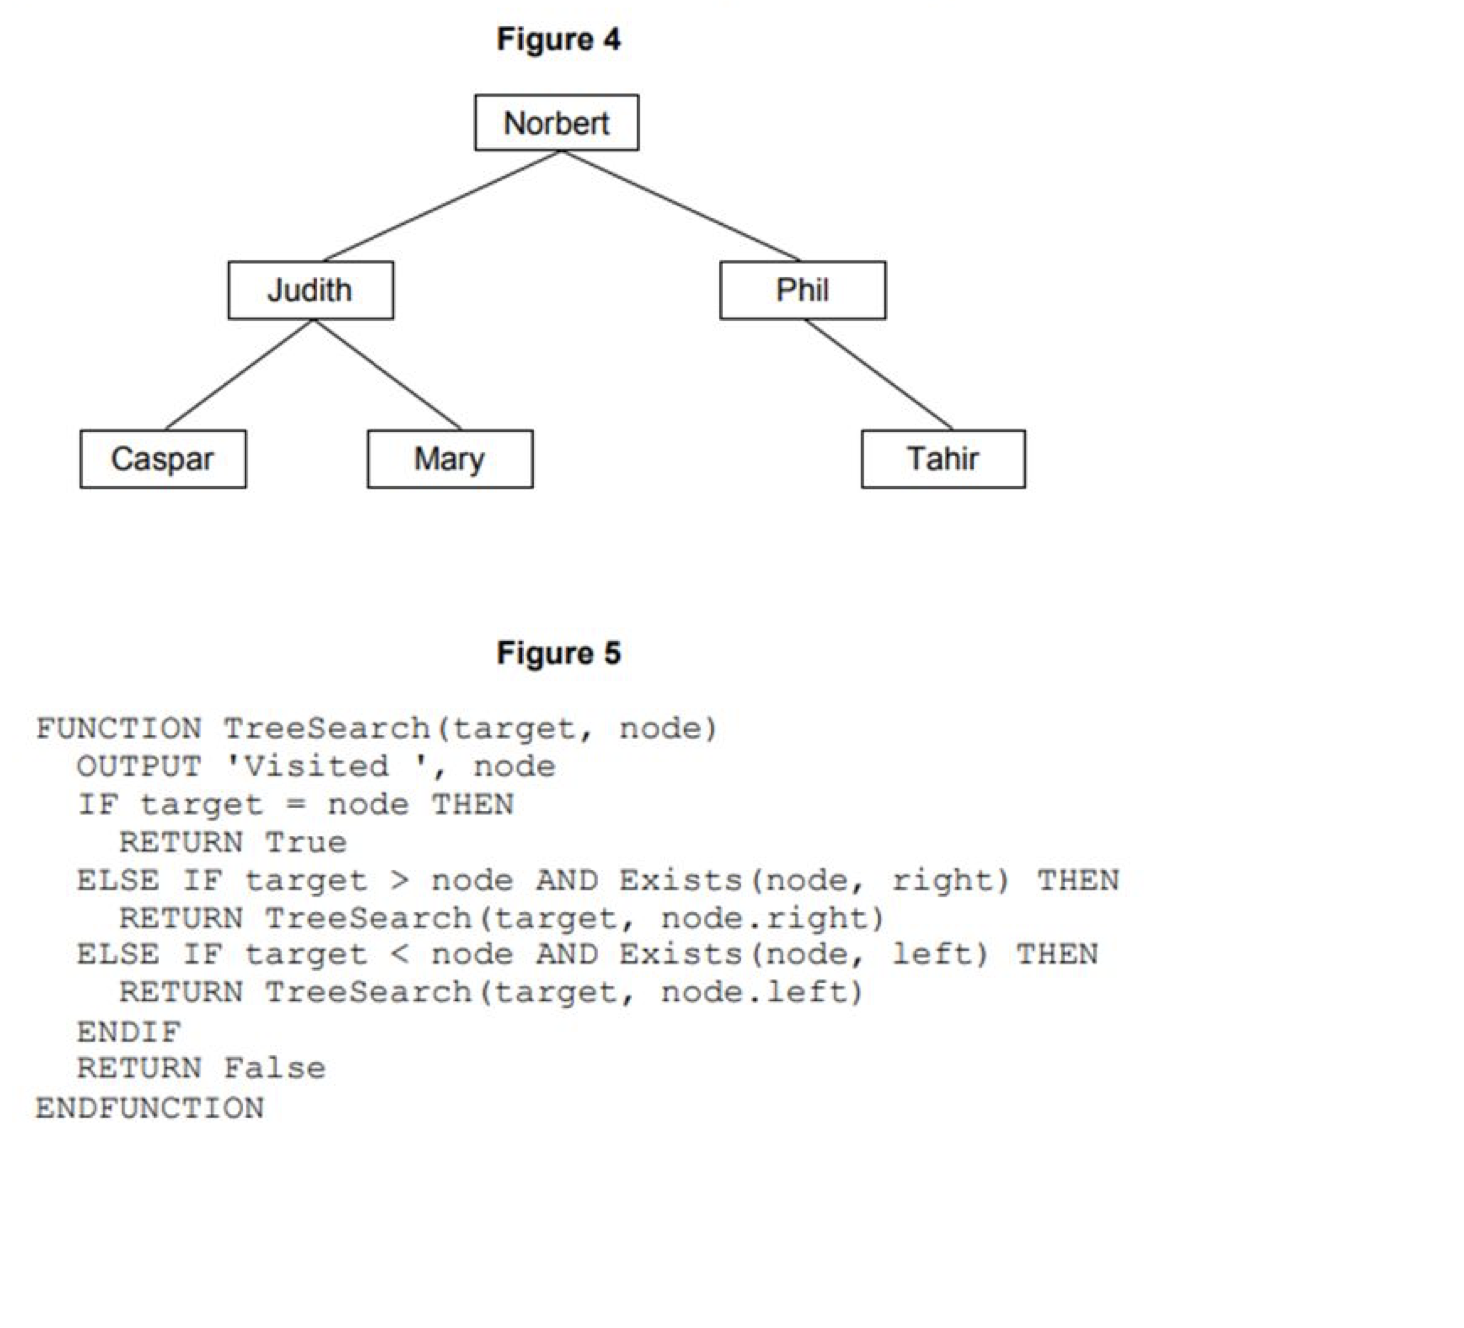 Figure 4
Norbert
Judith
Phil
Caspar
Mary
Tahir
Figure 5
FUNCTION TreeSearch(target, node)
  OUTPUT 'Visited ', node
  IF target = node THEN
    RETURN True
  ELSE IF target > node AND Exists(node, right) THEN
    RETURN TreeSearch(target, node.right)
  ELSE IF target < node AND Exists(node, left) THEN
    RETURN TreeSearch(target, node.left)
  ENDIF
  RETURN False
ENDFUNCTION